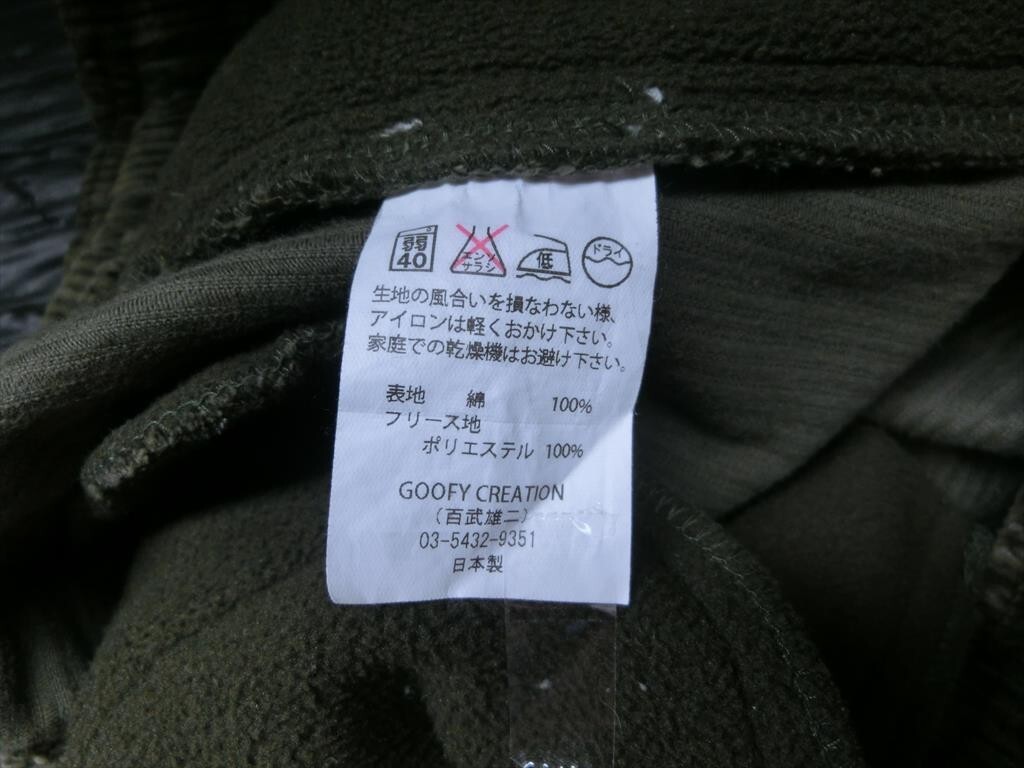 弱
40
エンソ
サラシ
低
ドライ
生地の風合いを損なわない様、
アイロンは軽くおかけ下さい。
家庭での乾燥機はお避け下さい。
表地 綿 100%
フリース地
ポリエステル 100%
GOOFY CREATION
(百武雄二)
03-5432-9351
日本製